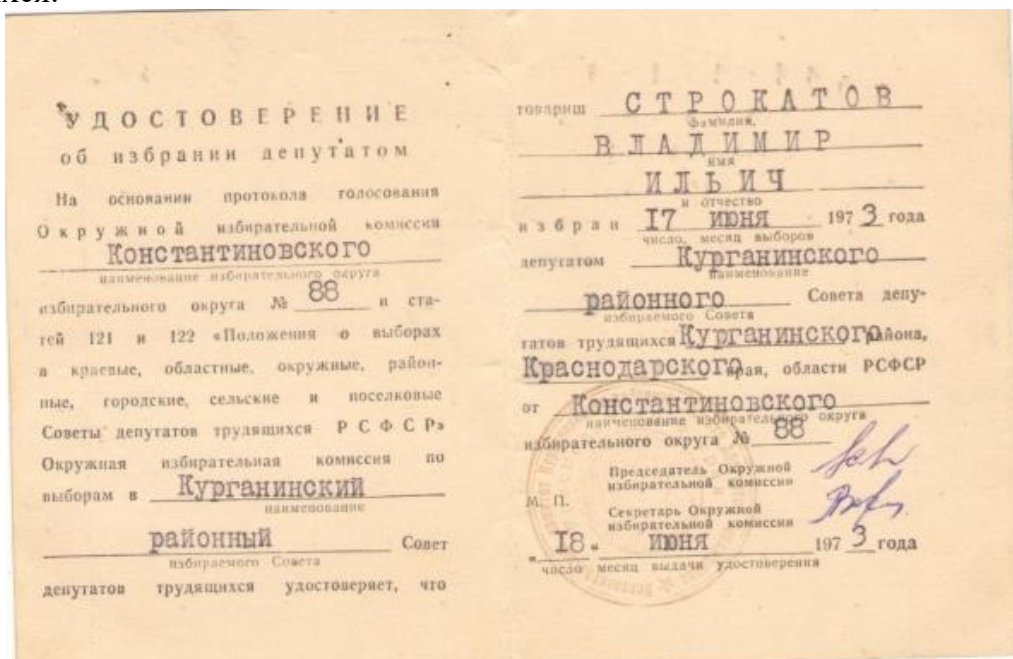 УДОСТОВЕРЕНИЕ
об избрании депутатом
На основании протокола голосования
Окружной избирательной комиссии
Константиновского
наименование избирательного округа
избирательного округа № 88 и ста-
тей 121 и 122 «Положения о выборах
в краевые, областные, окружные, район-
ные, городские, сельские и поселковые
Советы депутатов трудящихся РСФСР»
Окружная избирательная комиссия по
выборам в Курганинский
наименование
районный Совет
избираемого Совета
депутатов трудящихся удостоверяет, что
товарищ СТРОКАТОВ
фамилия,
ВЛАДИМИР
имя
ИЛЬИЧ
и отчество
избран 17 июня 1973 года
число, месяц выборов
депутатом Курганинского
наименование
районного Совета депу-
избираемого Совета
татов трудящихся Курганинского района,
Краснодарского края, области РСФСР
от Константиновского
наименование избирательного округа
избирательного округа № 88
Председатель Окружной
избирательной комиссии
М. П.
Секретарь Окружной
избирательной комиссии
"18" июня 1973 года
число месяц выдачи удостоверения